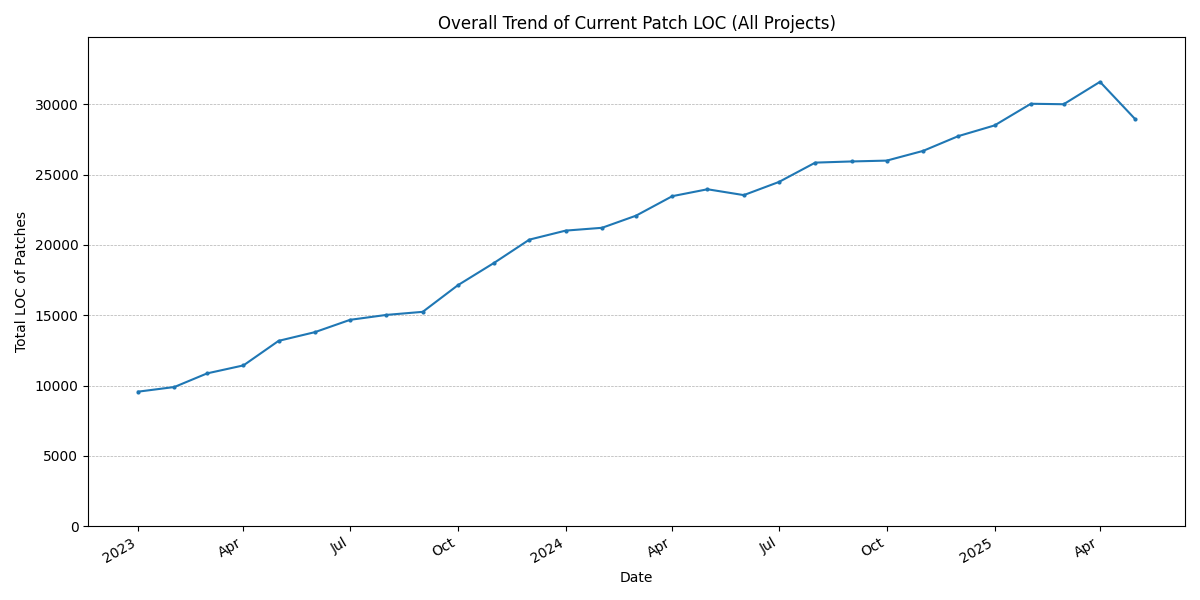 Overall Trend of Current Patch LOC (All Projects)
Total LOC of Patches
30000
25000
20000
15000
10000
5000
0
2023
Apr
Jul
Oct
2024
Apr
Jul
Oct
2025
Apr
Date